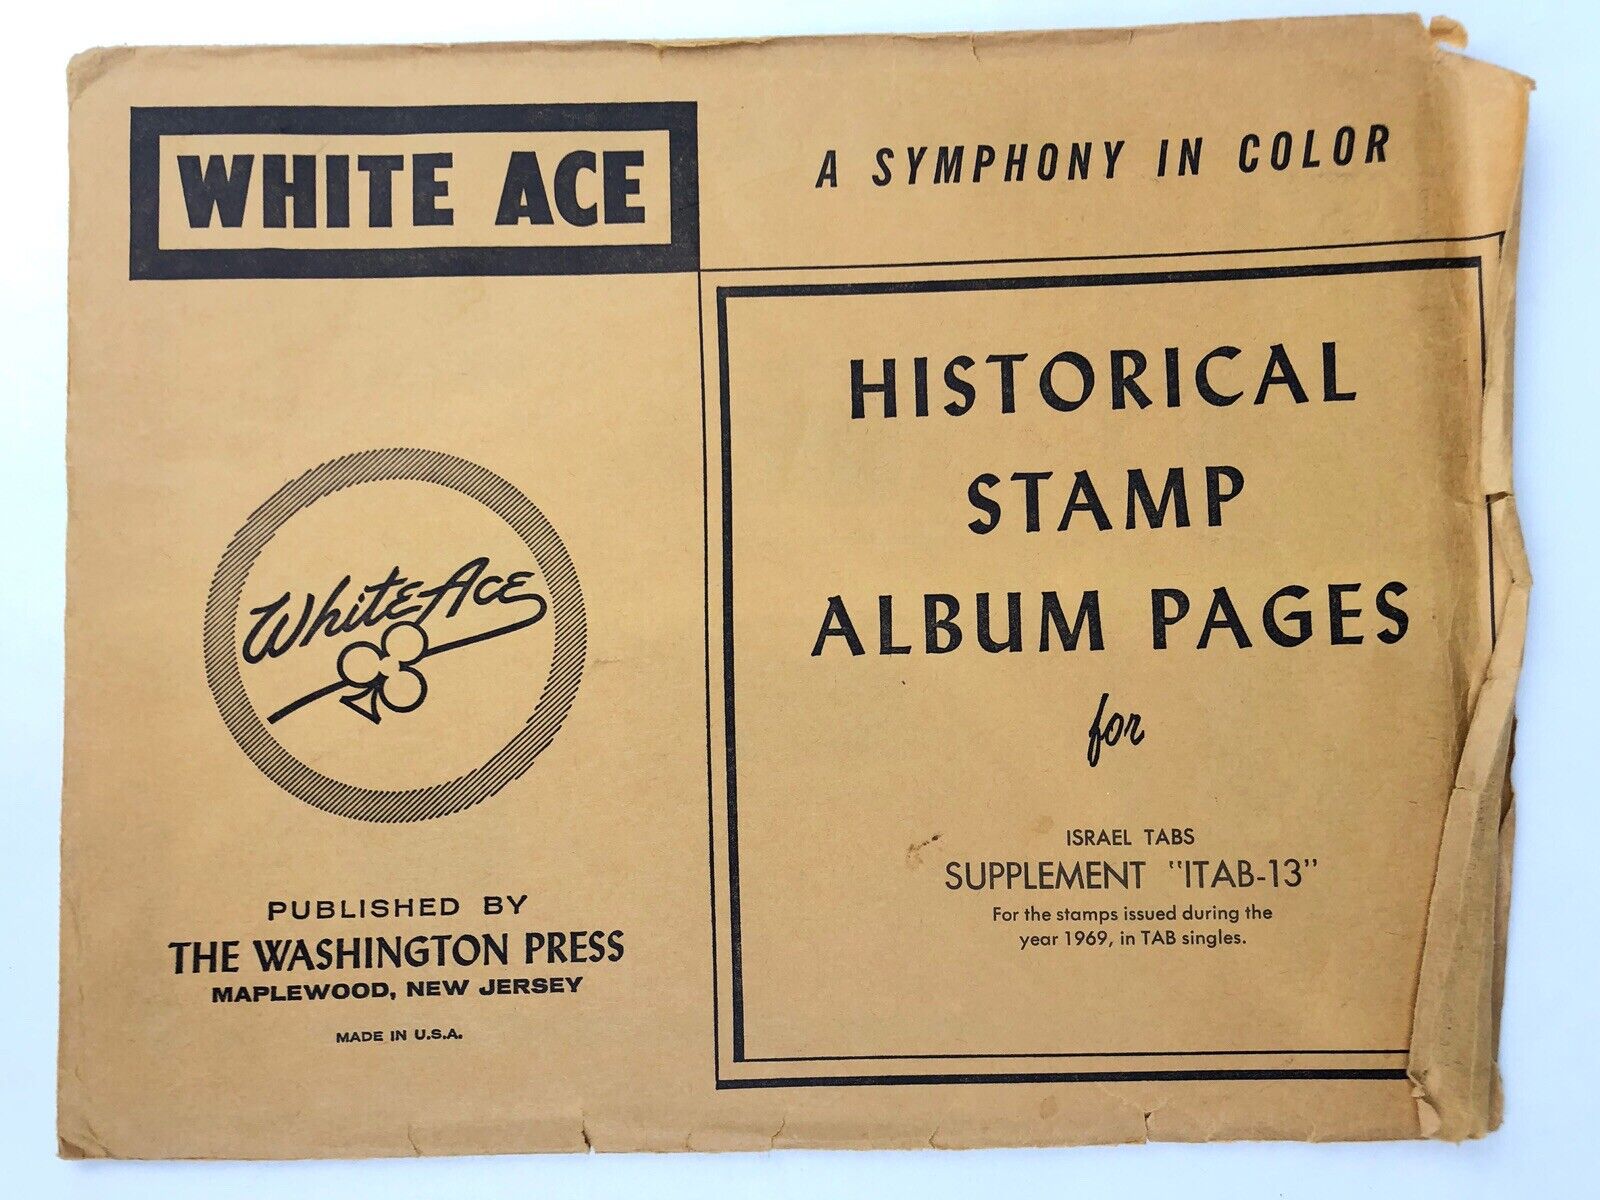 WHITE ACE
A SYMPHONY IN COLOR
White Ace
PUBLISHED BY
THE WASHINGTON PRESS
MAPLEWOOD, NEW JERSEY
MADE IN U.S.A.
HISTORICAL
STAMP
ALBUM PAGES
for
ISRAEL TABS
SUPPLEMENT "ITAB-13"
For the stamps issued during the
year 1969, in TAB singles.